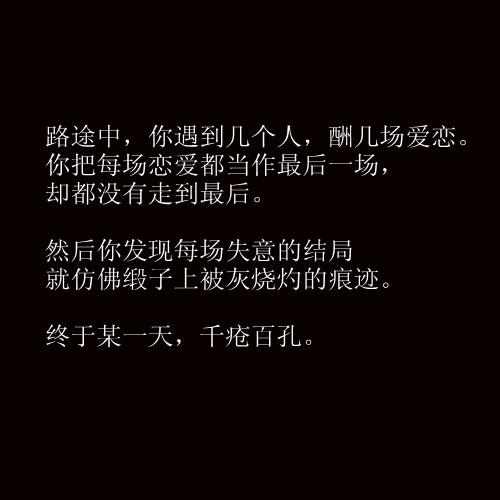 路途中，你遇到几个人，酬几场爱恋。
你把每场恋爱都当作最后一场，
却都没有走到最后。
然后你发现每场失意的结局
就仿佛缎子上被灰烧灼的痕迹。
终于某一天，千疮百孔。